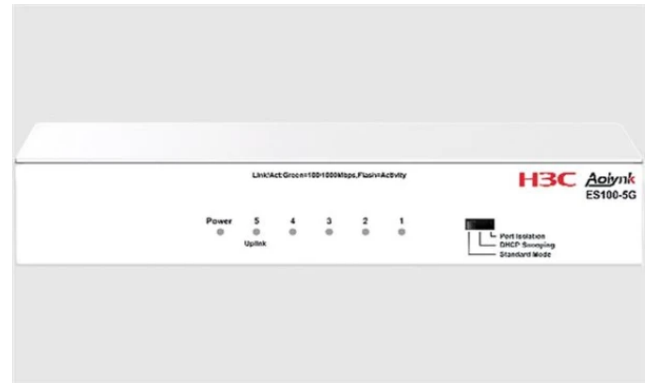 Link/Act:Green=100/1000Mbps,Flash=Activity
H3C Aolynk
ES100-5G
Power 5 4 3 2 1
Uplink
Port Isolation
DHCP Snooping
Standard Mode